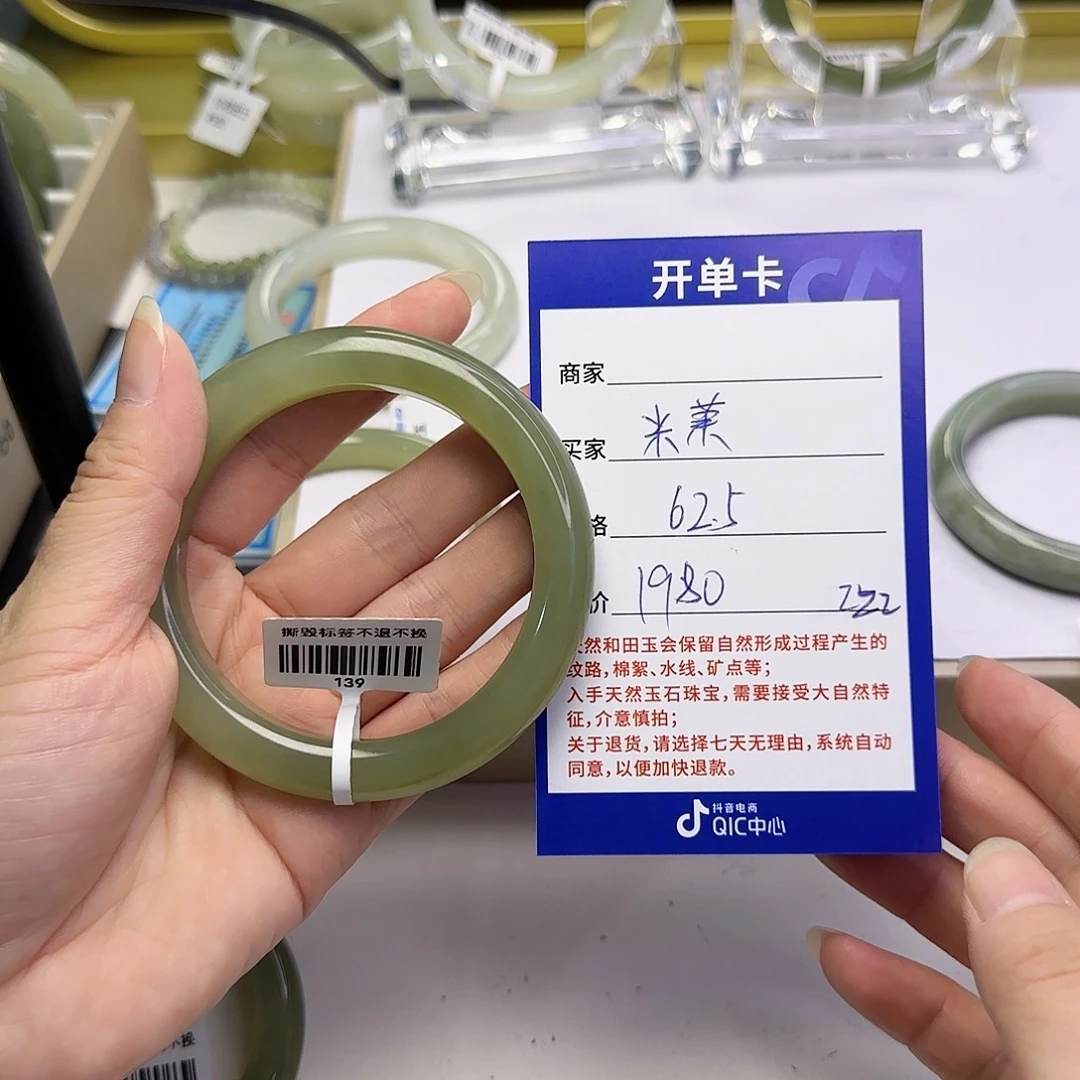 开单卡
商家
买家 米莱
格 62.5
价 1980
天然和田玉会保留自然形成过程产生的
纹路,棉絮、水线、矿点等;
入手天然玉石珠宝,需要接受大自然特
征,介意慎拍;
关于退货,请选择七天无理由,系统自动
同意,以便加快退款。
抖音电商
QIC中心
撕毁标签不退不换
139
不换